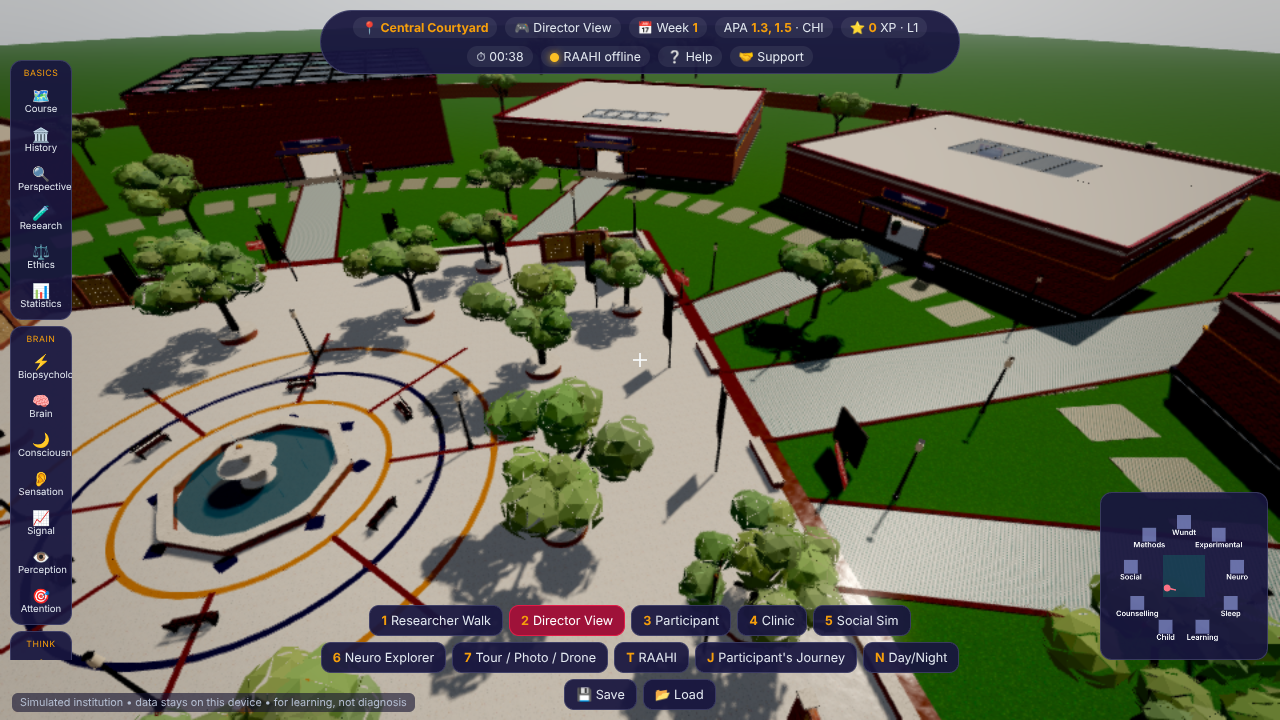 📍 Central Courtyard
🎮 Director View
📅 Week 1
APA 1.3, 1.5 · CHI
⭐ 0 XP · L1
⏱ 00:38
RAAHI offline
❔ Help
🤝 Support
BASICS
Course
History
Perspective
Research
Ethics
Statistics
BRAIN
Biopsycholo
Brain
Consciousn
Sensation
Signal
Perception
Attention
THINK
Wundt
Methods
Experimental
Social
Neuro
Counselling
Sleep
Child
Learning
1 Researcher Walk
2 Director View
3 Participant
4 Clinic
5 Social Sim
6 Neuro Explorer
7 Tour / Photo / Drone
T RAAHI
J Participant's Journey
N Day/Night
💾 Save
📂 Load
Simulated institution • data stays on this device • for learning, not diagnosis